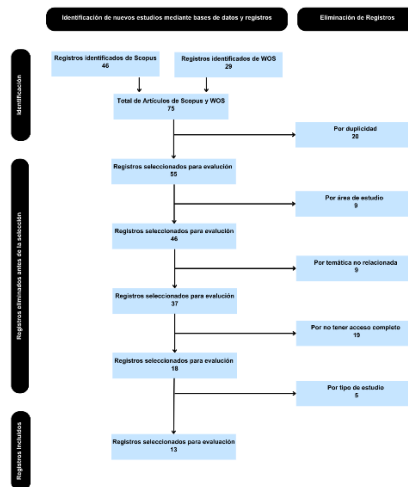 Identificación de nuevos estudios mediante bases de datos y registros
Eliminación de Registros
Identificación
Registros identificados de Scopus
46
Registros identificados de WOS
29
Total de Artículos de Scopus y WOS
75
Por duplicidad
20
Registros eliminados antes de la selección
Registros seleccionados para evaluación
55
Por área de estudio
9
Registros seleccionados para evaluación
46
Por temática no relacionada
9
Registros seleccionados para evaluación
37
Por no tener acceso completo
19
Registros seleccionados para evaluación
18
Por tipo de estudio
5
Registros incluidos
Registros seleccionados para evaluación
13